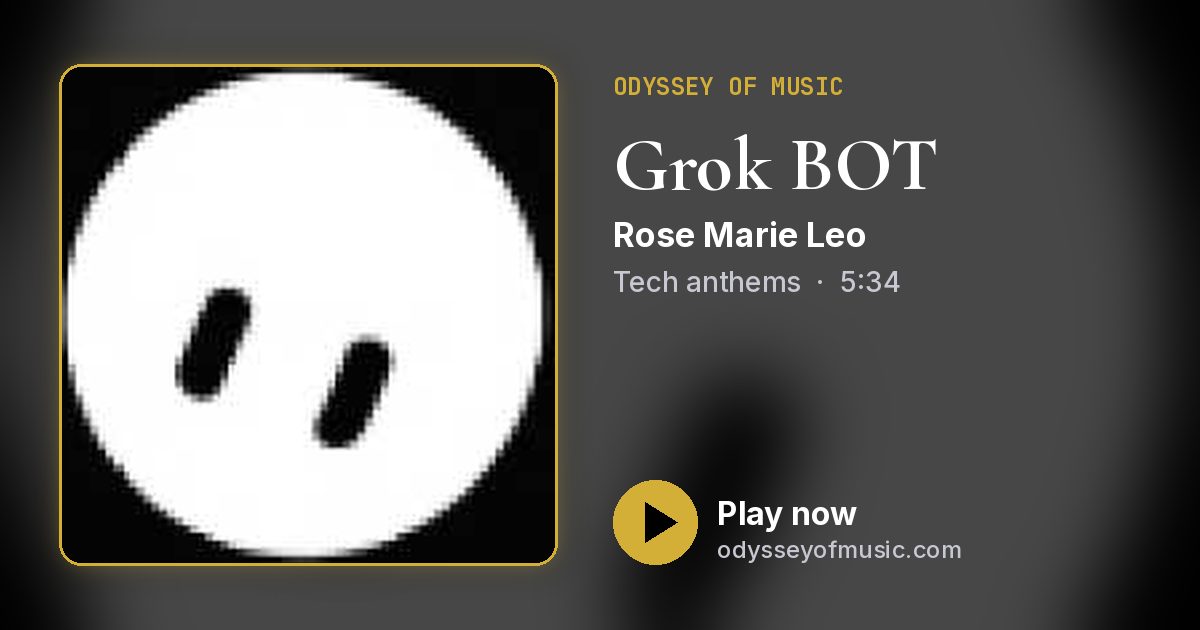 ODYSSEY OF MUSIC
Grok BOT
Rose Marie Leo
Tech anthems · 5:34
Play now
odysseyofmusic.com